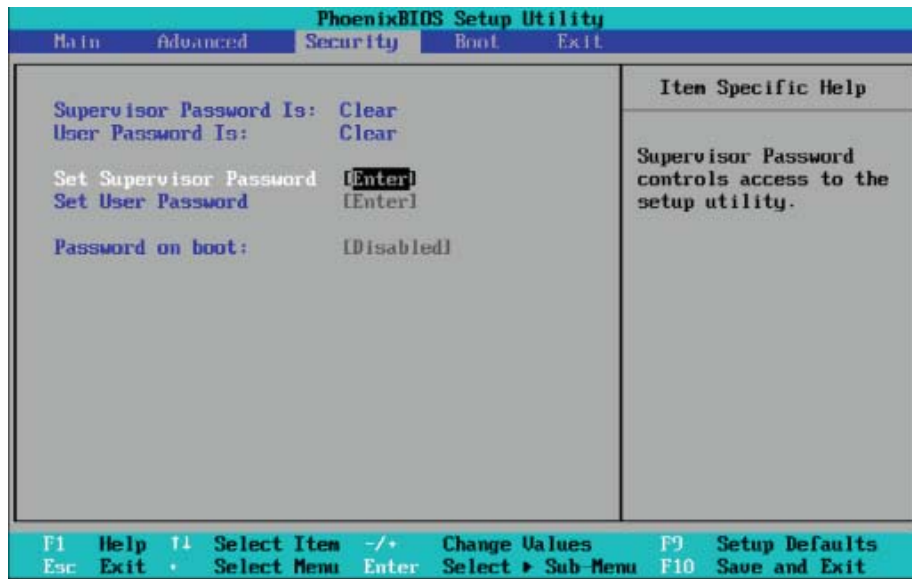 PhoenixBIOS Setup Utility
Main Advanced Security Boot Exit
Supervisor Password Is: Clear
User Password Is: Clear
Set Supervisor Password [Enter]
Set User Password [Enter]
Password on boot: [Disabled]
Item Specific Help
Supervisor Password
controls access to the
setup utility.
F1 Help ↑↓ Select Item -/+ Change Values F9 Setup Defaults
Esc Exit Select Menu Enter Select ▶ Sub-Menu F10 Save and Exit